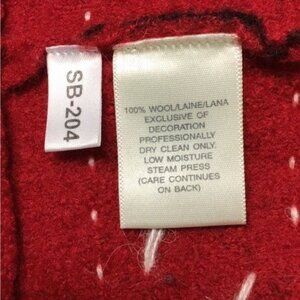 SB-204
100% WOOL/LAINE/LANA
EXCLUSIVE OF
DECORATION
PROFESSIONALLY
DRY CLEAN ONLY.
LOW MOISTURE
STEAM PRESS
(CARE CONTINUES
ON BACK)